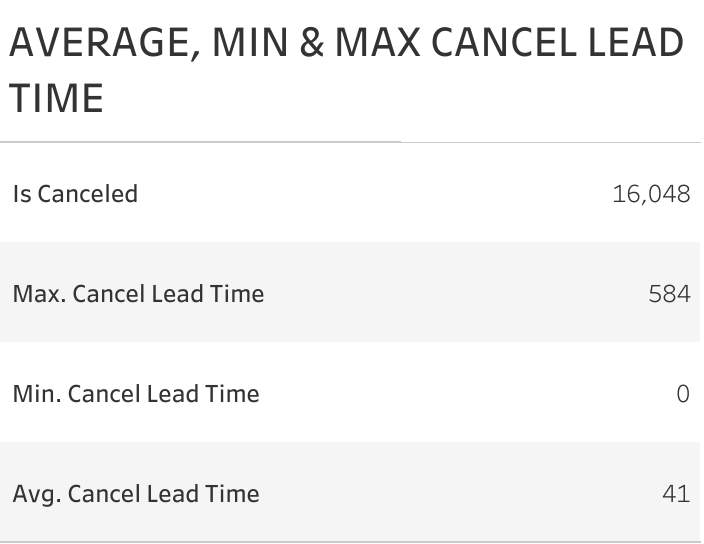 AVERAGE, MIN & MAX CANCEL LEAD
TIME
Is Canceled 16,048
Max. Cancel Lead Time 584
Min. Cancel Lead Time 0
Avg. Cancel Lead Time 41